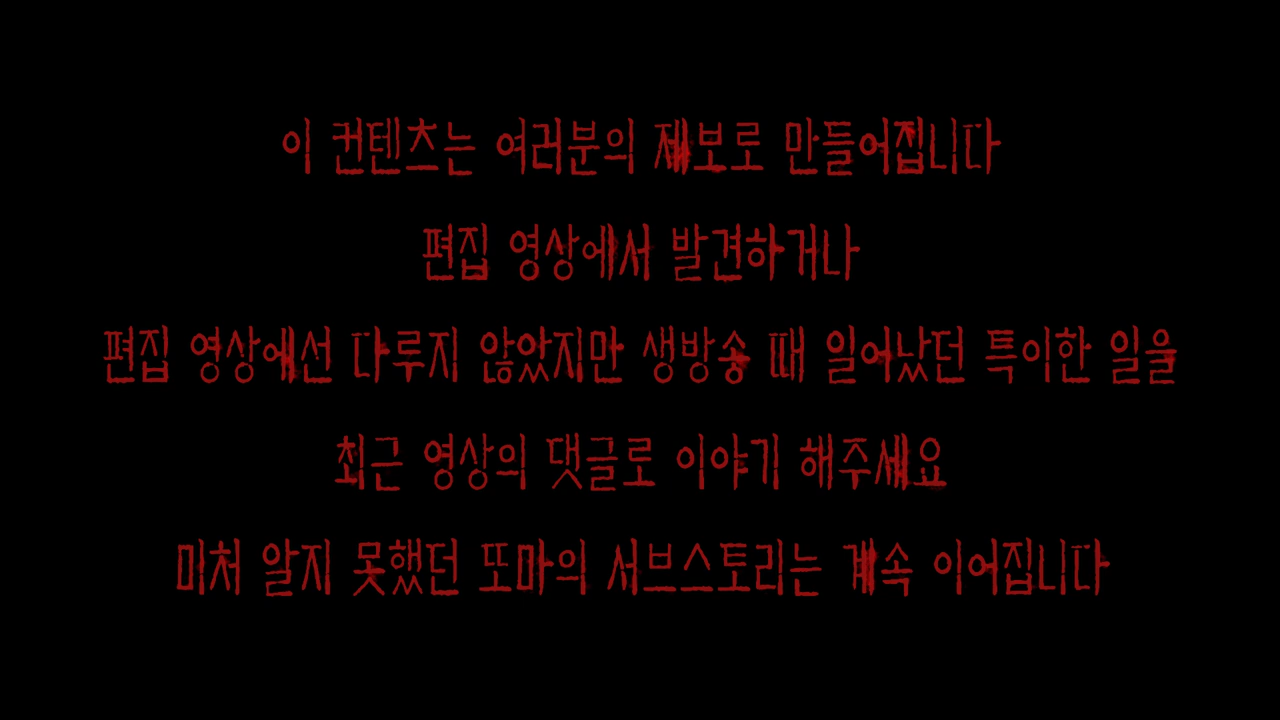 이 컨텐츠는 여러분의 제보로 만들어집니다
편집 영상에서 발견하거나
편집 영상에선 다루지 않았지만 생방송 때 일어났던 특이한 일을
최근 영상의 댓글로 이야기 해주세요
미처 알지 못했던 또마의 서브스토리는 계속 이어집니다